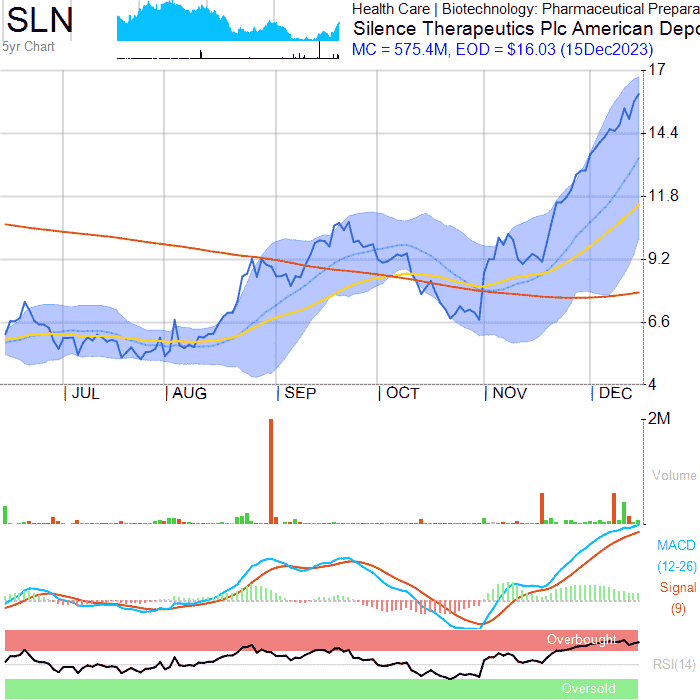 SLN
5yr Chart
Health Care | Biotechnology: Pharmaceutical Prepara
Silence Therapeutics Plc American Depo
MC = 575.4M, EOD = $16.03 (15Dec2023)
17
14.4
11.8
9.2
6.6
4
JUL
AUG
SEP
OCT
NOV
DEC
2M
Volume
MACD
(12-26)
Signal
(9)
Overbought
RSI(14)
Oversold